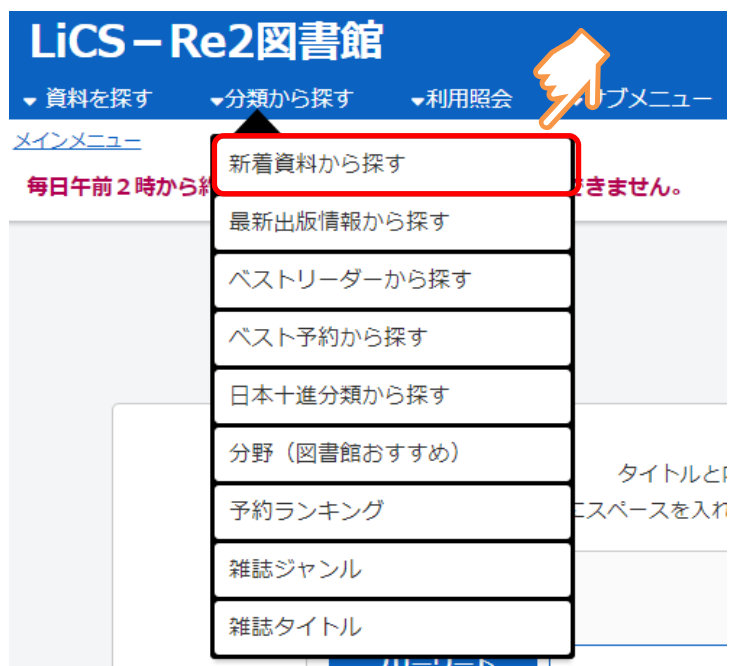 LiCS－Re2図書館
資料を探す
分類から探す
利用照会
サブメニュー
メインメニュー
毎日午前２時から
きません。
新着資料から探す
最新出版情報から探す
ベストリーダーから探す
ベスト予約から探す
日本十進分類から探す
分野（図書館おすすめ）
予約ランキング
雑誌ジャンル
雑誌タイトル
タイトルと
スペースを入れ